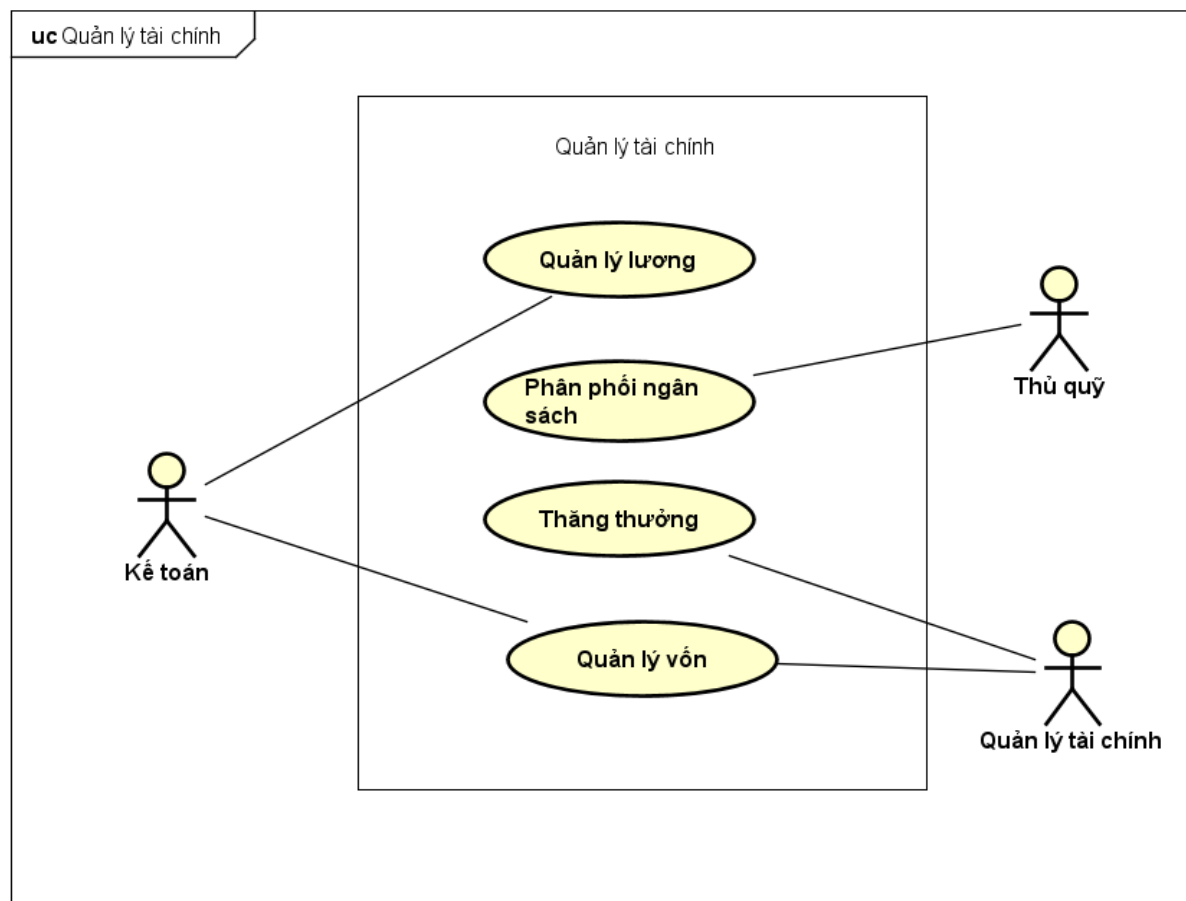 uc Quản lý tài chính
Quản lý tài chính
Quản lý lương
Phân phối ngân
sách
Thủ quỹ
Thăng thưởng
Kế toán
Quản lý vốn
Quản lý tài chính